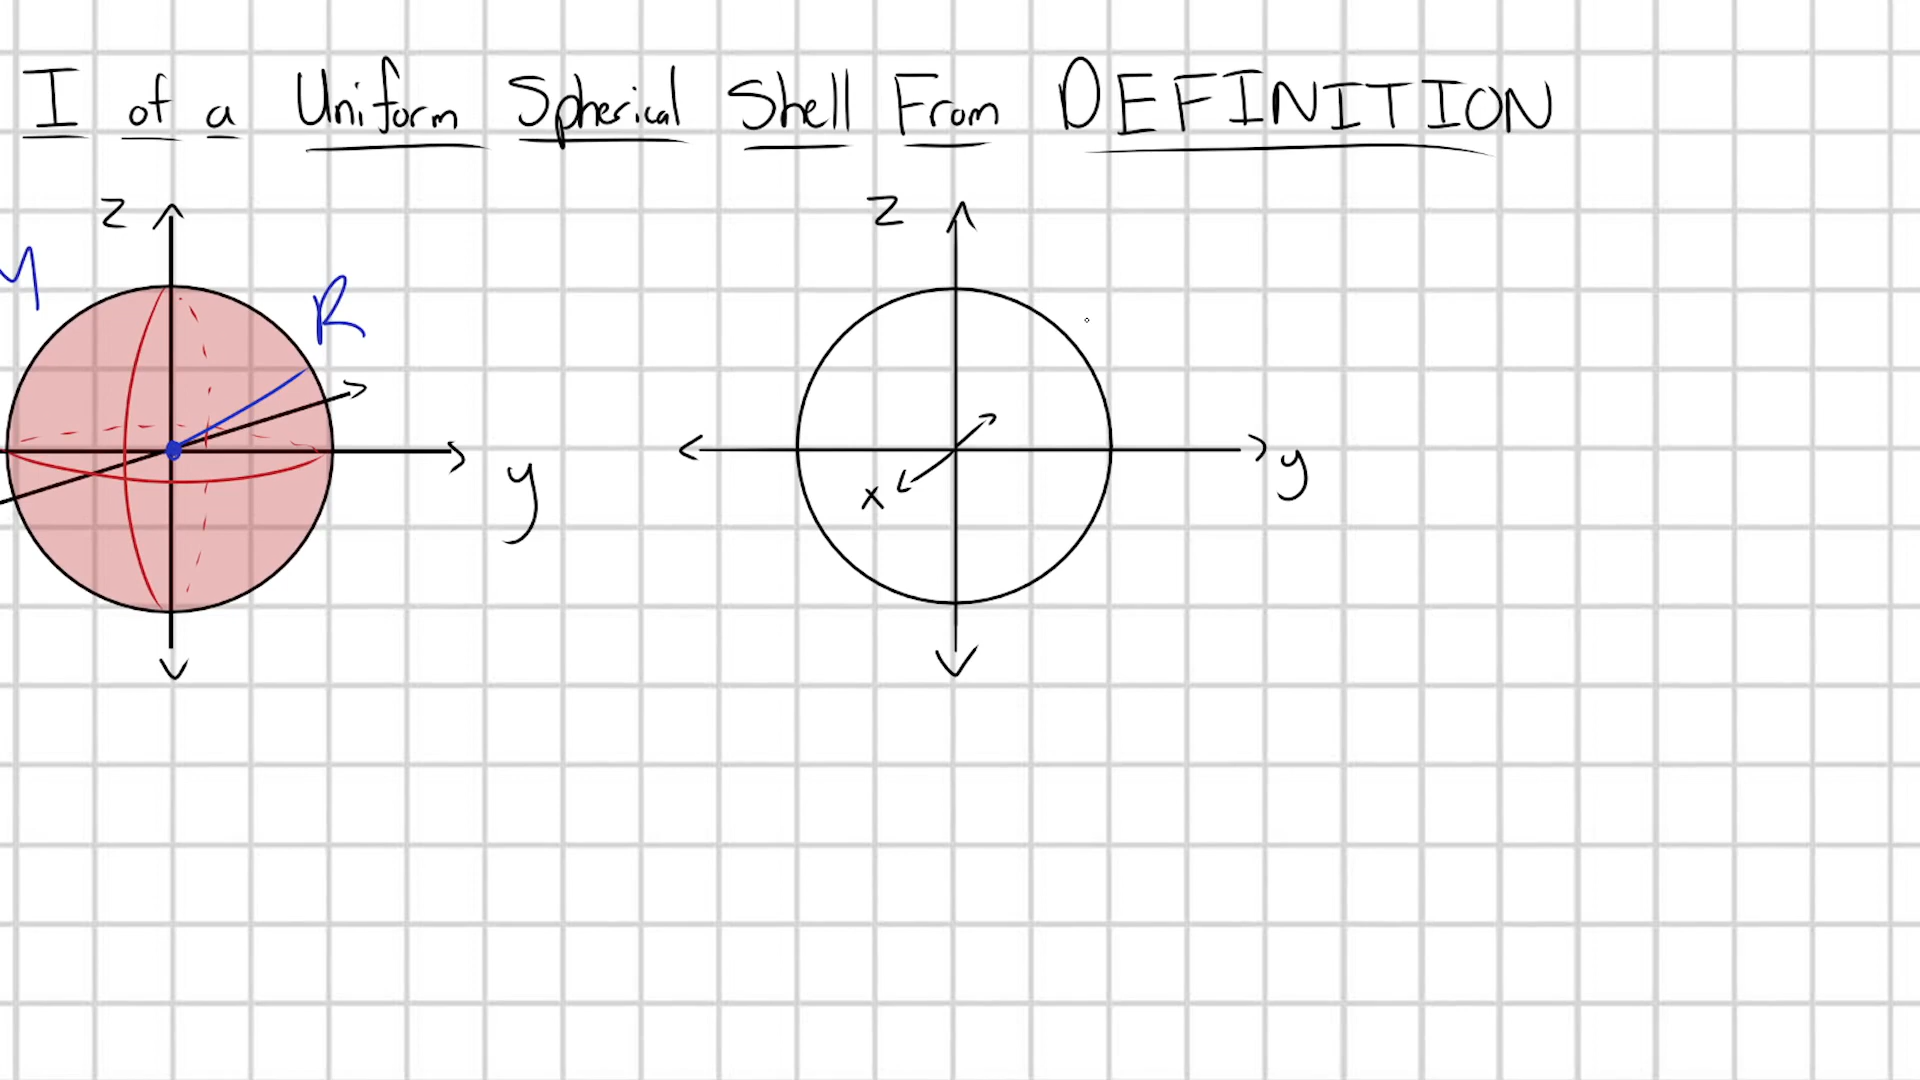 I of a Uniform Spherical Shell From DEFINITION
z
z
M
R
y
x
y